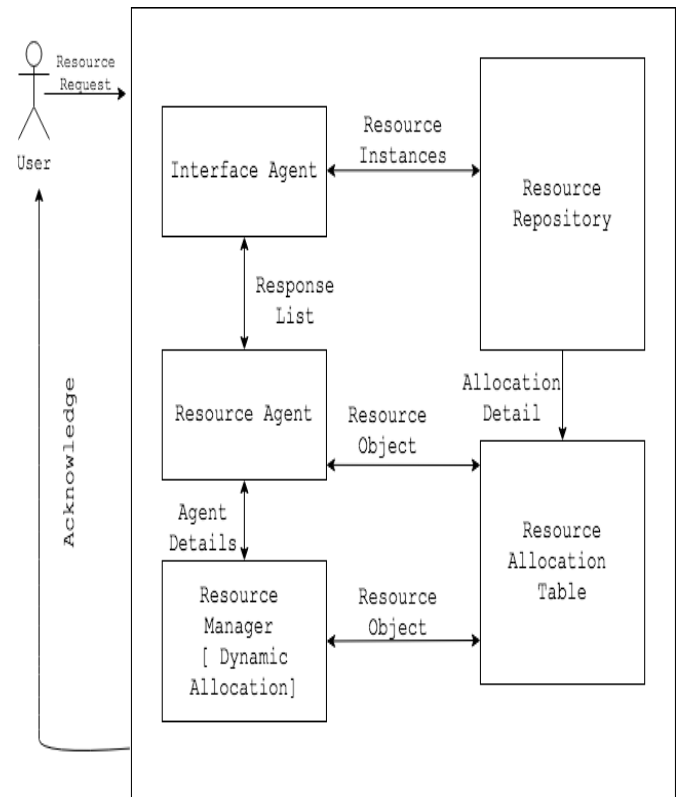 Resource
Request
User
Interface Agent
Resource
Instances
Resource
Repository
Response
List
Resource Agent
Resource
Object
Allocation
Detail
Agent
Details
Resource
Manager
[ Dynamic
Allocation]
Resource
Object
Resource
Allocation
Table
Acknowledge